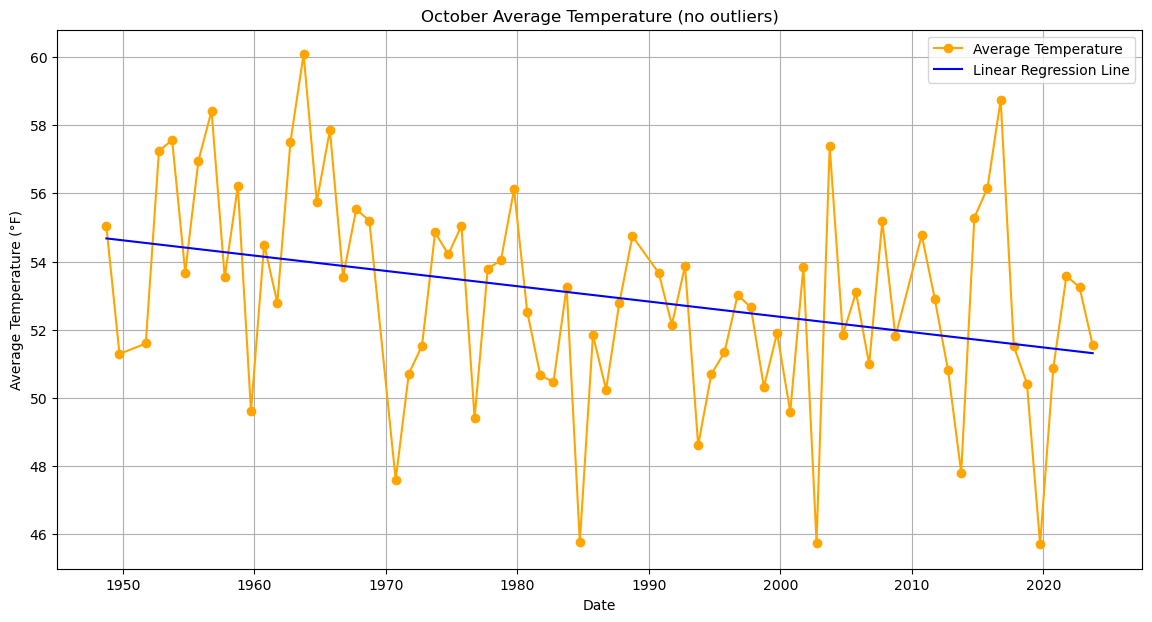 October Average Temperature (no outliers)
Average Temperature
Linear Regression Line
Average Temperature (°F)
60
58
56
54
52
50
48
46
1950 1960 1970 1980 1990 2000 2010 2020
Date